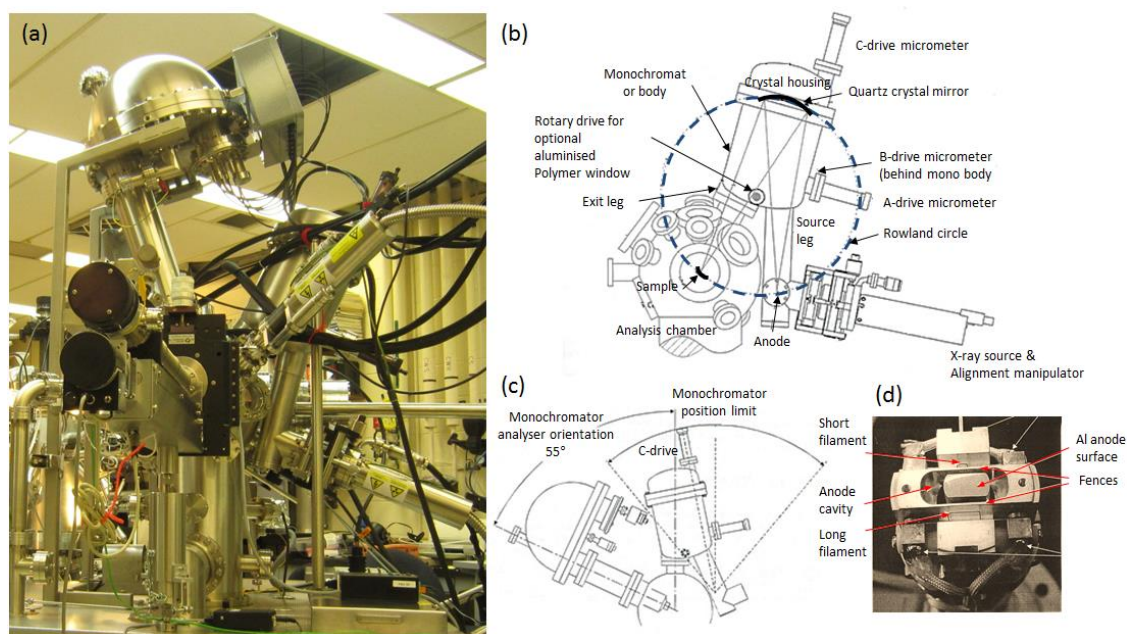 (a)
(b)
C-drive micrometer
Crystal housing
Monochromat
or body
Quartz crystal mirror
Rotary drive for
optional
aluminised
Polymer window
B-drive micrometer
(behind mono body
Exit leg
A-drive micrometer
Source
leg
Rowland circle
Sample
Analysis chamber
Anode
X-ray source &
Alignment manipulator
(c)
Monochromator
position limit
(d)
Monochromator
analyser orientation
55°
C-drive
Short
filament
Al anode
surface
Fences
Anode
cavity
Long
filament